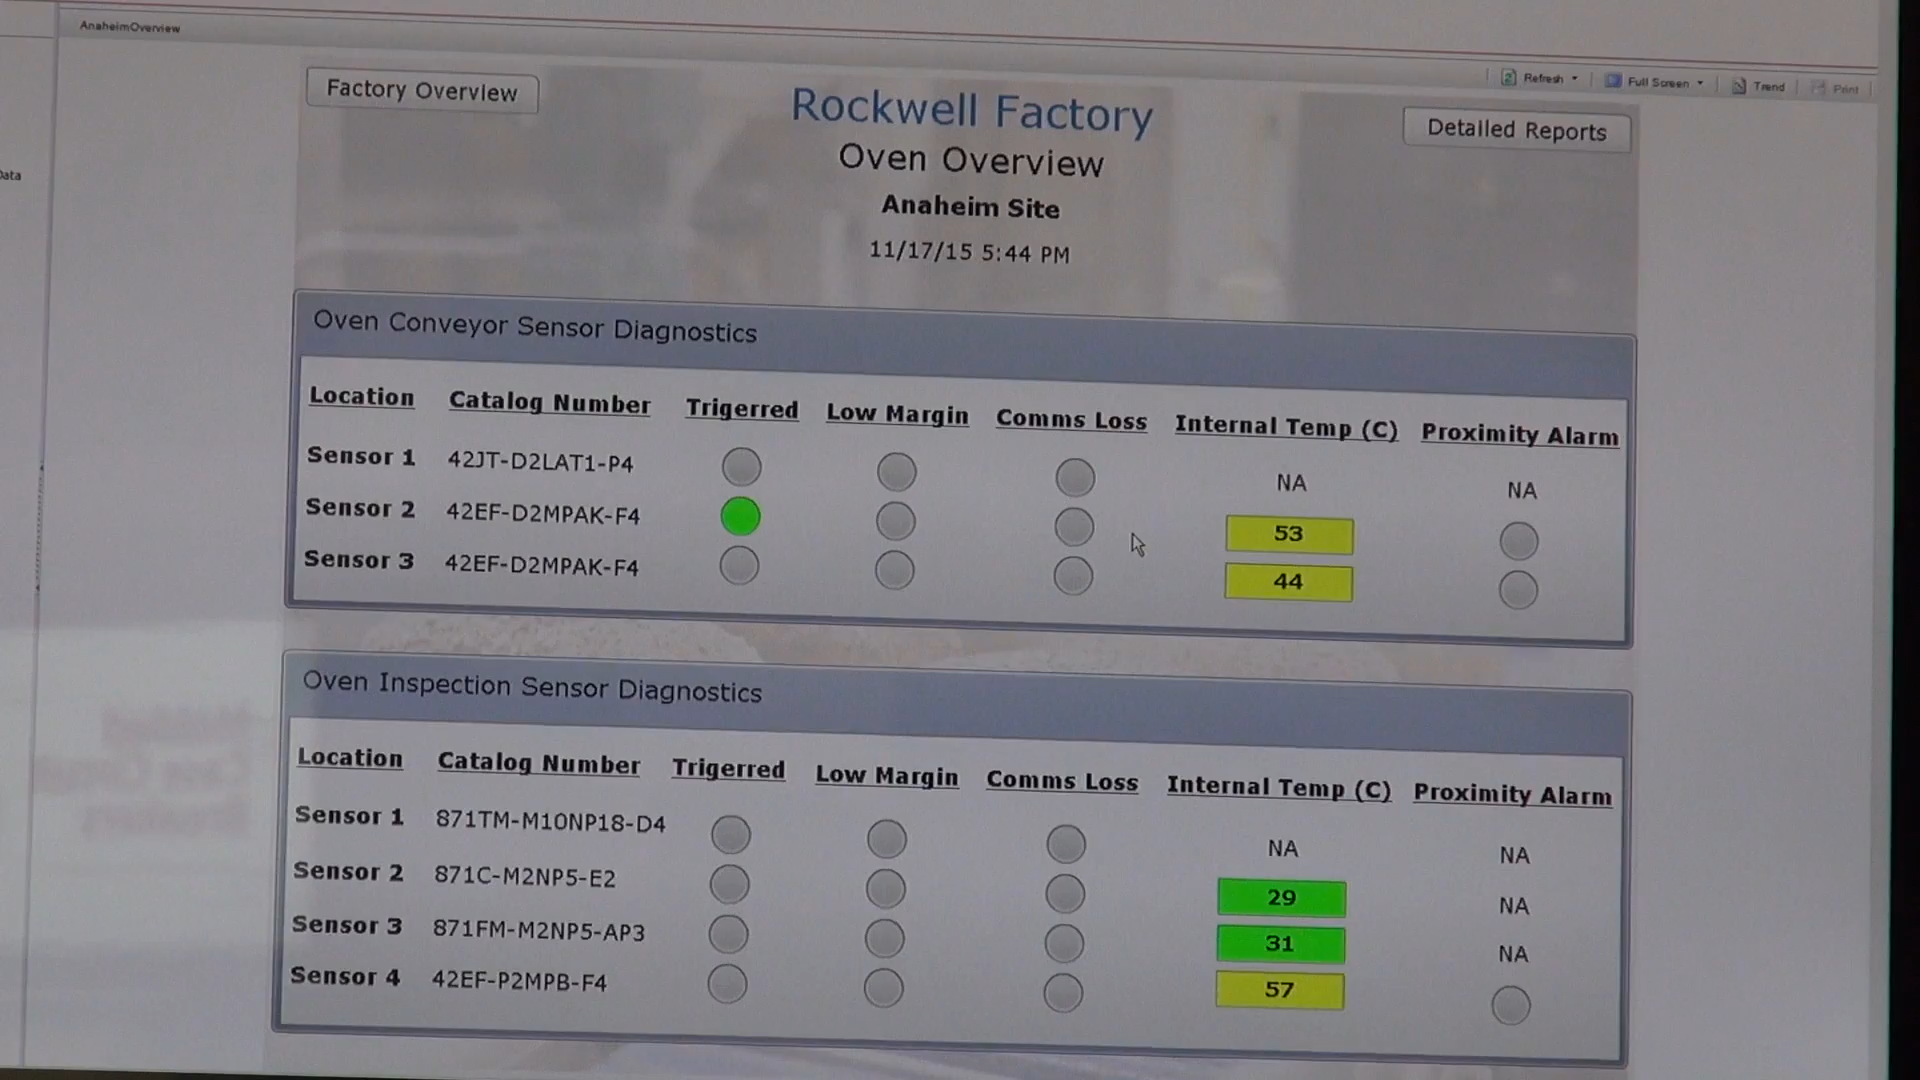 AnaheimOverview
Refresh Full Screen Trend Print
Factory Overview
Rockwell Factory
Detailed Reports
Oven Overview
Anaheim Site
Data
11/17/15 5:44 PM
Oven Conveyor Sensor Diagnostics
Location Catalog Number Trigerred Low Margin Comms Loss Internal Temp (C) Proximity Alarm
Sensor 1 42JT-D2LAT1-P4 NA NA
Sensor 2 42EF-D2MPAK-F4 53
Sensor 3 42EF-D2MPAK-F4 44
Oven Inspection Sensor Diagnostics
Location Catalog Number Trigerred Low Margin Comms Loss Internal Temp (C) Proximity Alarm
Sensor 1 871TM-M10NP18-D4 NA NA
Sensor 2 871C-M2NP5-E2 29 NA
Sensor 3 871FM-M2NP5-AP3 31 NA
Sensor 4 42EF-P2MPB-F4 57